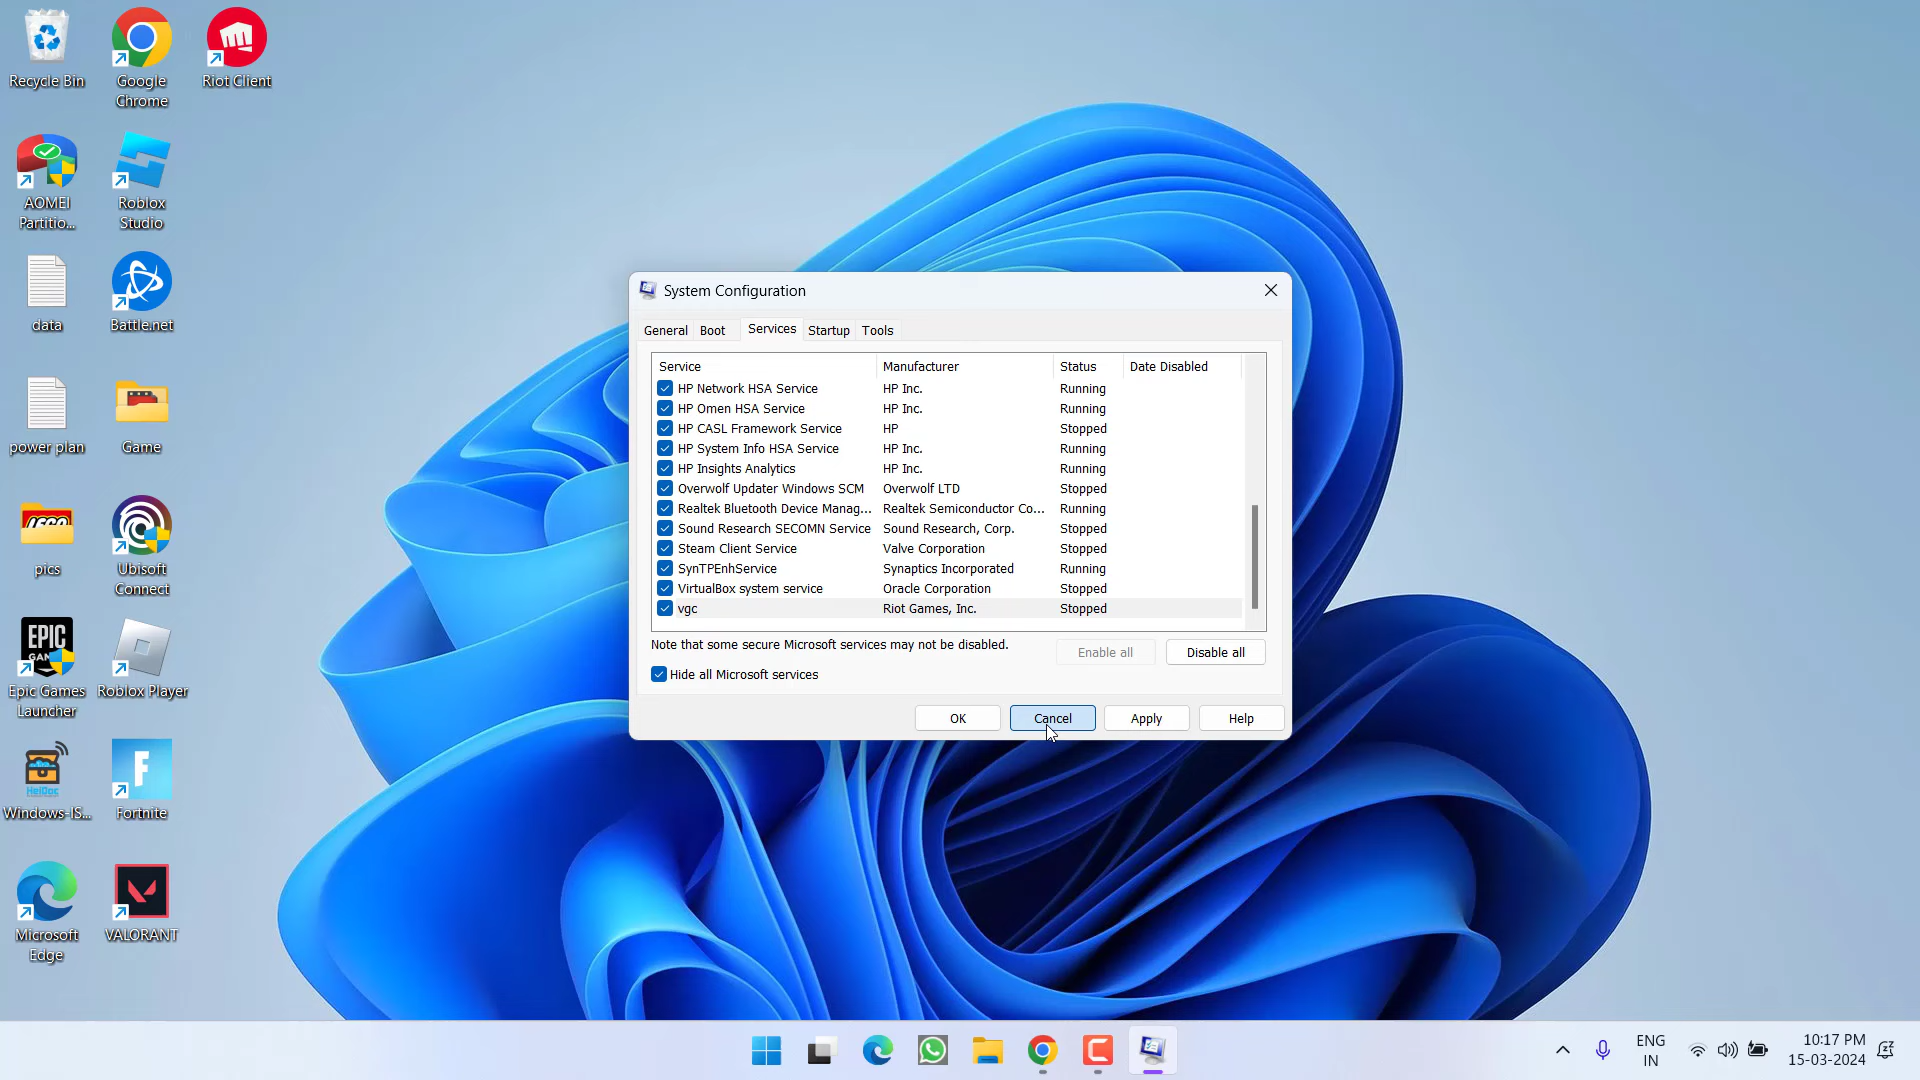 Recycle Bin
Google
Chrome
Riot Client
AOMEI
Partitio...
Roblox
Studio
data
Battle.net
power plan
Game
LEGO
pics
Ubisoft
Connect
EPIC
GAMES
Epic Games
Launcher
Roblox Player
HeiDoc
Windows-IS...
F
Fortnite
Microsoft
Edge
VALORANT
System Configuration
General Boot Services Startup Tools
Service Manufacturer Status Date Disabled
HP Network HSA Service HP Inc. Running
HP Omen HSA Service HP Inc. Running
HP CASL Framework Service HP Stopped
HP System Info HSA Service HP Inc. Running
HP Insights Analytics HP Inc. Running
Overwolf Updater Windows SCM Overwolf LTD Stopped
Realtek Bluetooth Device Manag... Realtek Semiconductor Co... Running
Sound Research SECOMN Service Sound Research, Corp. Stopped
Steam Client Service Valve Corporation Stopped
SynTPEnhService Synaptics Incorporated Running
VirtualBox system service Oracle Corporation Stopped
vgc Riot Games, Inc. Stopped
Note that some secure Microsoft services may not be disabled.
Enable all Disable all
Hide all Microsoft services
OK Cancel Apply Help
ENG
IN
10:17 PM
15-03-2024